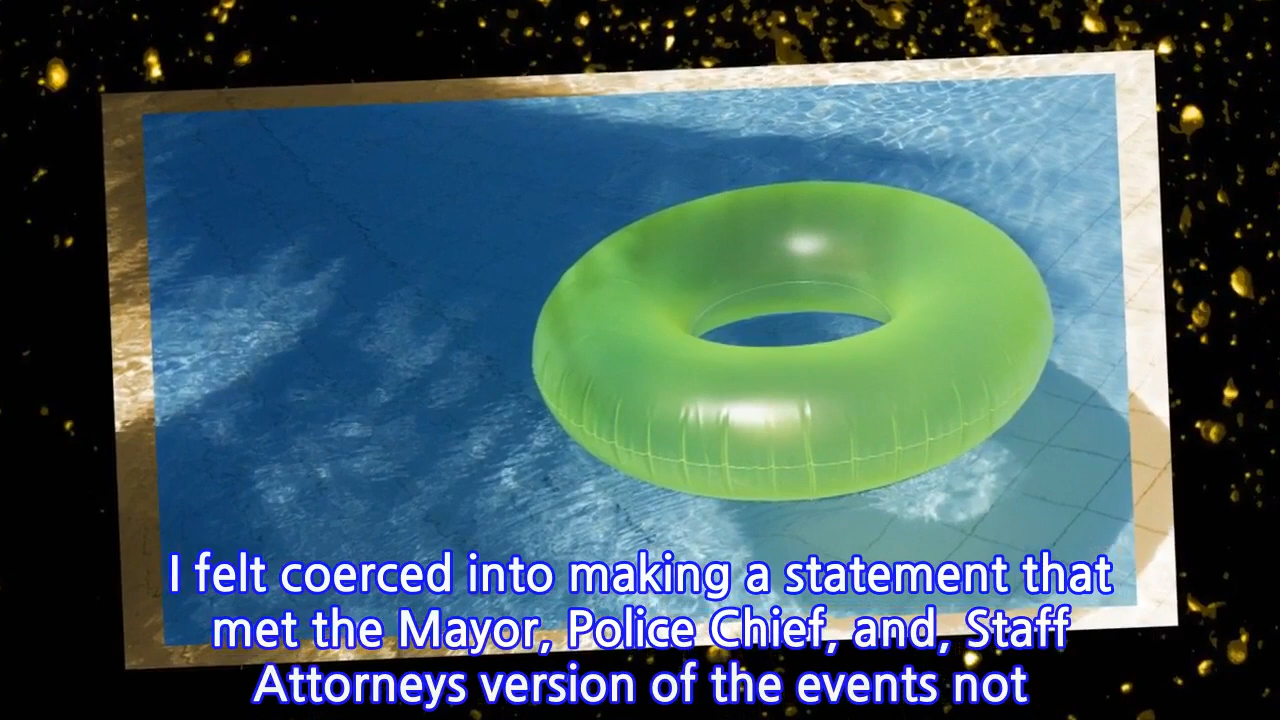 I felt coerced into making a statement that
met the Mayor, Police Chief, and, Staff
Attorneys version of the events not